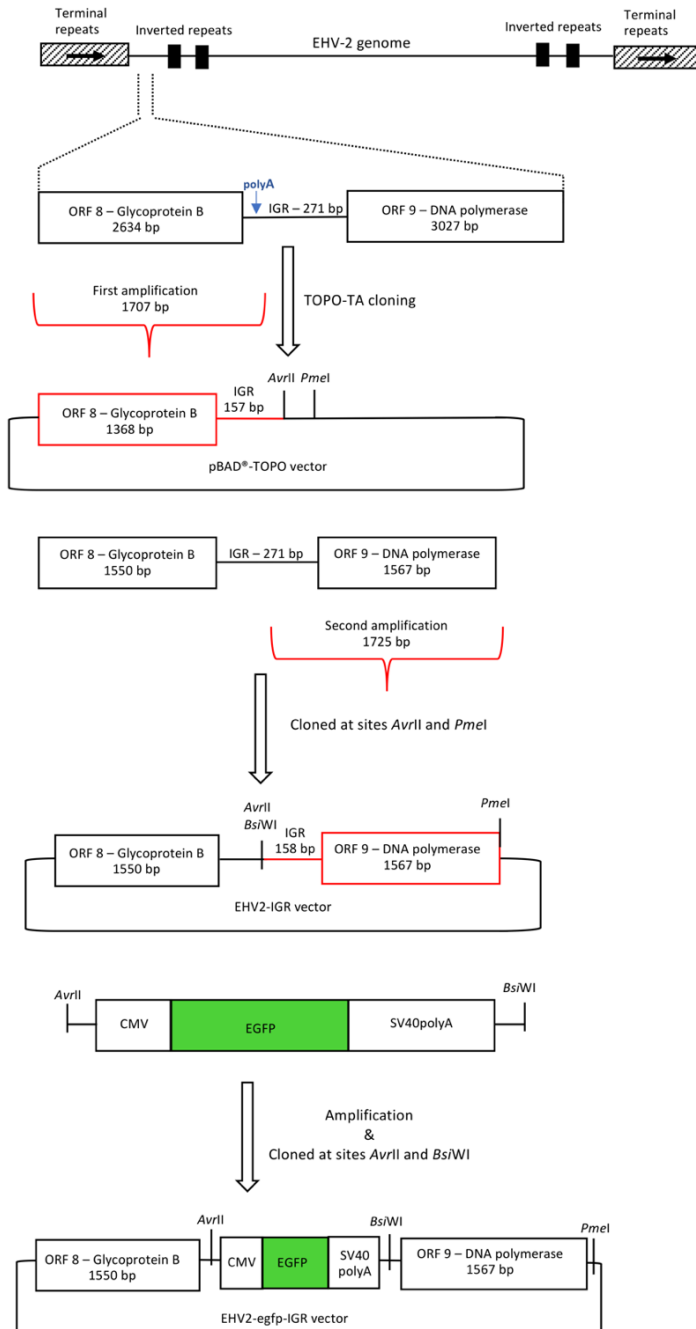 Terminal
repeats
Inverted repeats
EHV-2 genome
Inverted repeats
Terminal
repeats
polyA
ORF 8 – Glycoprotein B
2634 bp
IGR – 271 bp
ORF 9 – DNA polymerase
3027 bp
First amplification
1707 bp
TOPO-TA cloning
AvrII PmeI
IGR
157 bp
ORF 8 – Glycoprotein B
1368 bp
pBAD®-TOPO vector
ORF 8 – Glycoprotein B
1550 bp
IGR – 271 bp
ORF 9 – DNA polymerase
1567 bp
Second amplification
1725 bp
Cloned at sites AvrII and PmeI
AvrII
BsiWI
PmeI
IGR
158 bp
ORF 8 – Glycoprotein B
1550 bp
ORF 9 – DNA polymerase
1567 bp
EHV2-IGR vector
AvrII
BsiWI
CMV
EGFP
SV40polyA
Amplification
&
Cloned at sites AvrII and BsiWI
AvrII
BsiWI
PmeI
ORF 8 – Glycoprotein B
1550 bp
CMV
EGFP
SV40
polyA
ORF 9 – DNA polymerase
1567 bp
EHV2-egfp-IGR vector